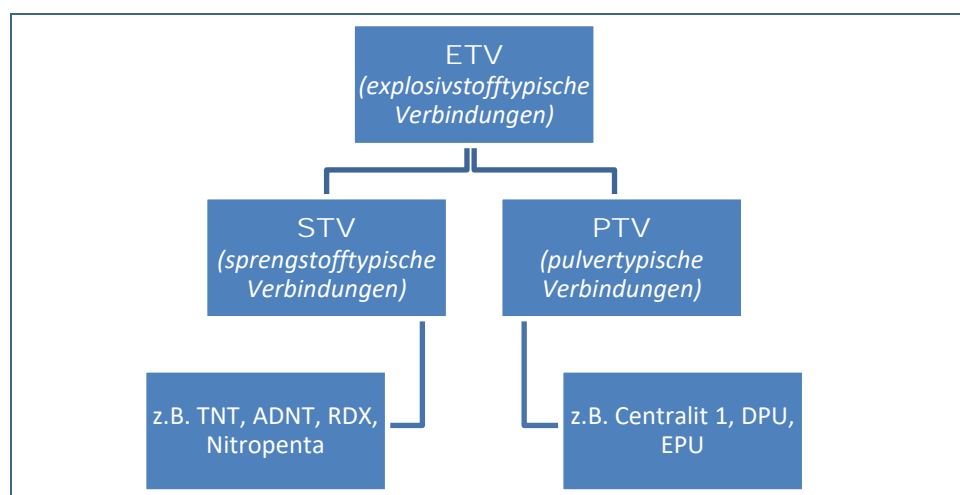 ETV
(explosivstofftypische
Verbindungen)
STV
(sprengstofftypische
Verbindungen)
PTV
(pulvertypische
Verbindungen)
z.B. TNT, ADNT, RDX,
Nitropenta
z.B. Centralit 1, DPU,
EPU